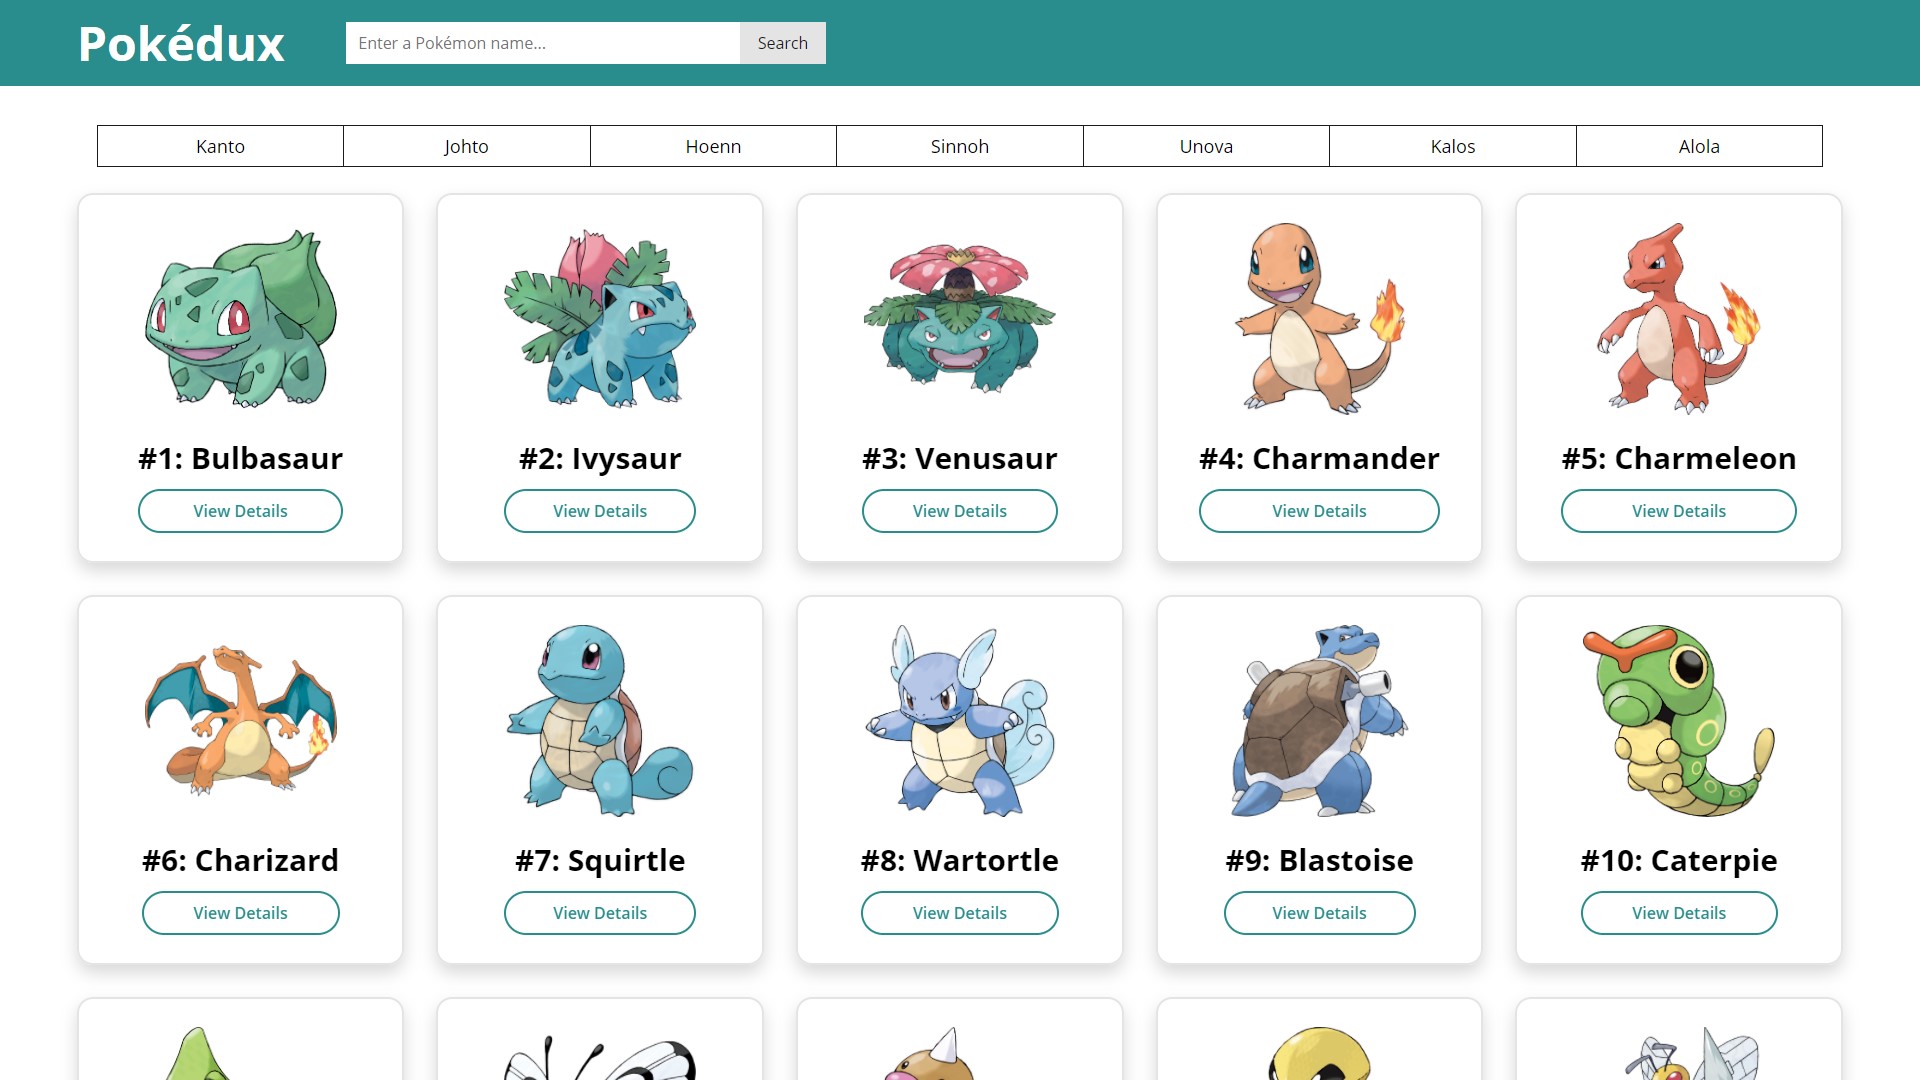 Pokédux
Enter a Pokémon name...
Search
Kanto
Johto
Hoenn
Sinnoh
Unova
Kalos
Alola
#1: Bulbasaur
View Details
#2: Ivysaur
View Details
#3: Venusaur
View Details
#4: Charmander
View Details
#5: Charmeleon
View Details
#6: Charizard
View Details
#7: Squirtle
View Details
#8: Wartortle
View Details
#9: Blastoise
View Details
#10: Caterpie
View Details